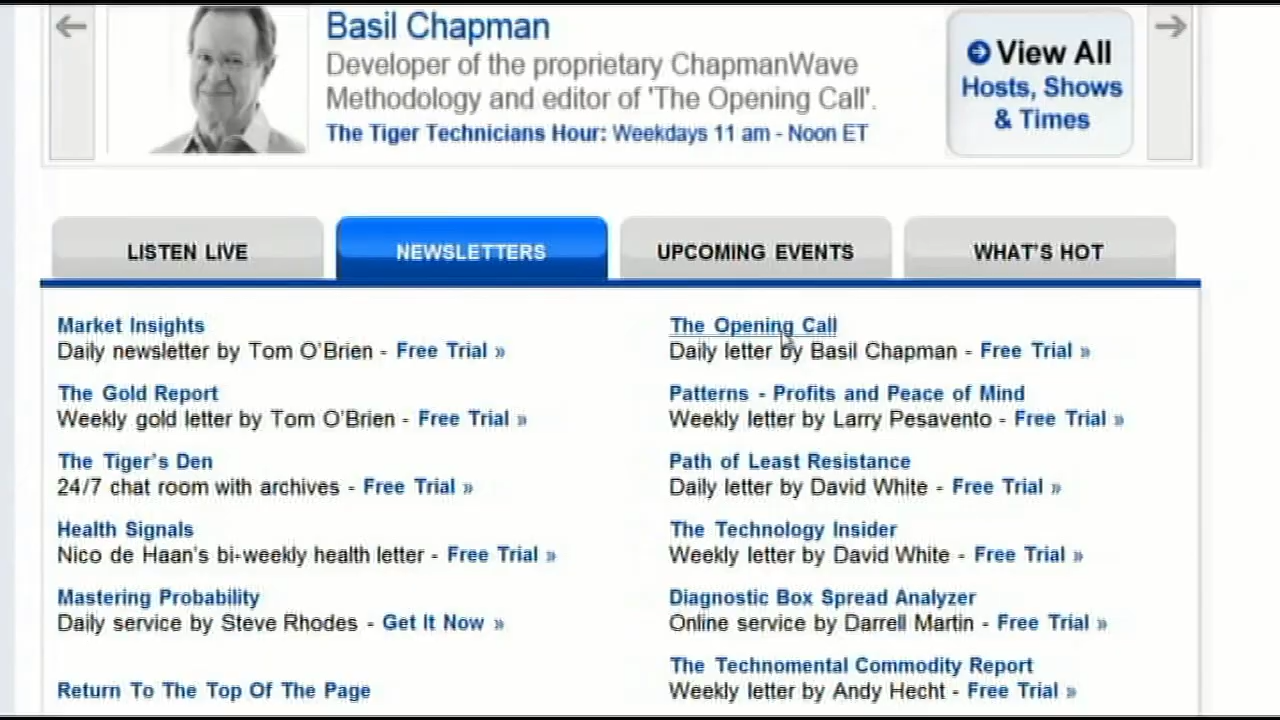 Basil Chapman
Developer of the proprietary ChapmanWave
Methodology and editor of 'The Opening Call'.
The Tiger Technicians Hour: Weekdays 11 am - Noon ET
View All
Hosts, Shows
& Times
LISTEN LIVE
NEWSLETTERS
UPCOMING EVENTS
WHAT'S HOT
Market Insights
Daily newsletter by Tom O'Brien - Free Trial »
The Gold Report
Weekly gold letter by Tom O'Brien - Free Trial »
The Tiger's Den
24/7 chat room with archives - Free Trial »
Health Signals
Nico de Haan's bi-weekly health letter - Free Trial »
Mastering Probability
Daily service by Steve Rhodes - Get It Now »
Return To The Top Of The Page
The Opening Call
Daily letter by Basil Chapman - Free Trial »
Patterns - Profits and Peace of Mind
Weekly letter by Larry Pesavento - Free Trial »
Path of Least Resistance
Daily letter by David White - Free Trial »
The Technology Insider
Weekly letter by David White - Free Trial »
Diagnostic Box Spread Analyzer
Online service by Darrell Martin - Free Trial »
The Technomental Commodity Report
Weekly letter by Andy Hecht - Free Trial »